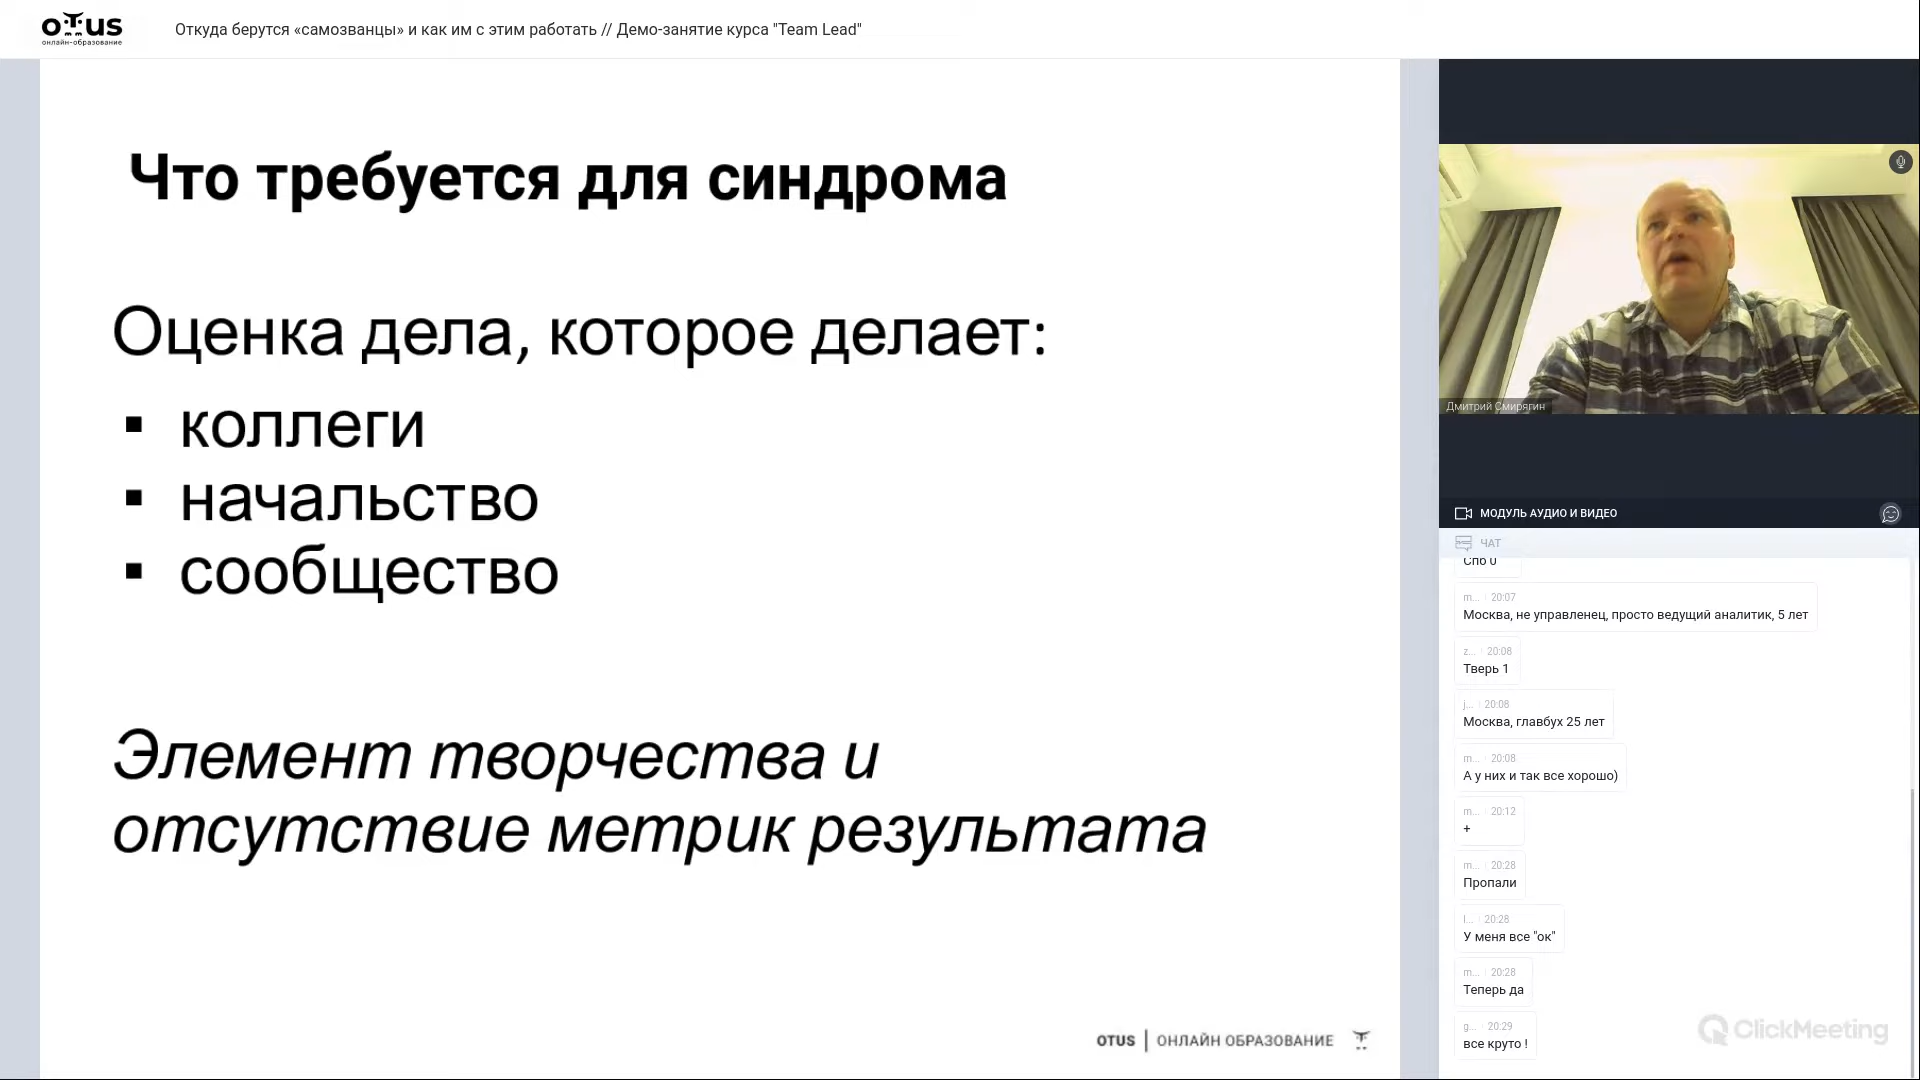 OTUS
онлайн-образование
Откуда берутся «самозванцы» и как им с этим работать // Демо-занятие курса "Team Lead"
Что требуется для синдрома
Оценка дела, которое делает:
▪ коллеги
▪ начальство
▪ сообщество
Элемент творчества и
отсутствие метрик результата
OTUS | ОНЛАЙН ОБРАЗОВАНИЕ
Дмитрий Смирягин
МОДУЛЬ АУДИО И ВИДЕО
ЧАТ
m... 20:07
Москва, не управленец, просто ведущий аналитик, 5 лет
z... 20:08
Тверь 1
j... 20:08
Москва, главбух 25 лет
m... 20:08
А у них и так все хорошо)
m... 20:12
+
m... 20:28
Пропали
l... 20:28
У меня все "ок"
m... 20:28
Теперь да
g... 20:29
все круто !
ClickMeeting